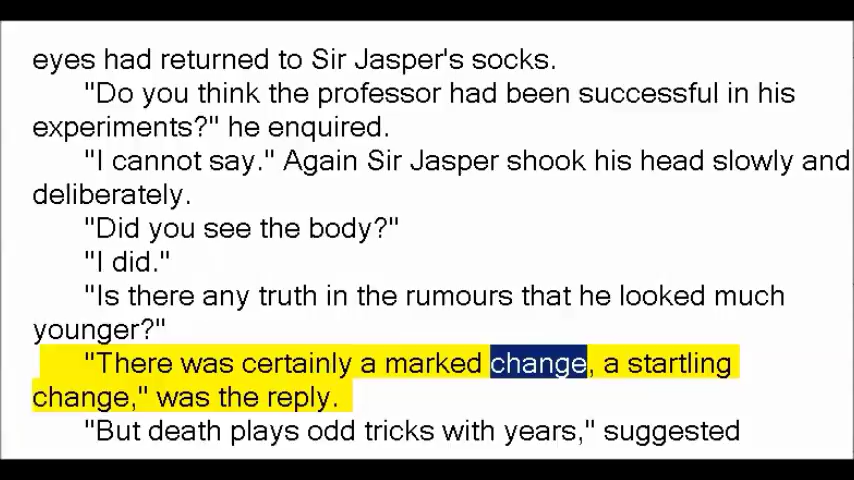 eyes had returned to Sir Jasper's socks.
"Do you think the professor had been successful in his
experiments?" he enquired.
"I cannot say." Again Sir Jasper shook his head slowly and
deliberately.
"Did you see the body?"
"I did."
"Is there any truth in the rumours that he looked much
younger?"
"There was certainly a marked change, a startling
change," was the reply.
"But death plays odd tricks with years," suggested